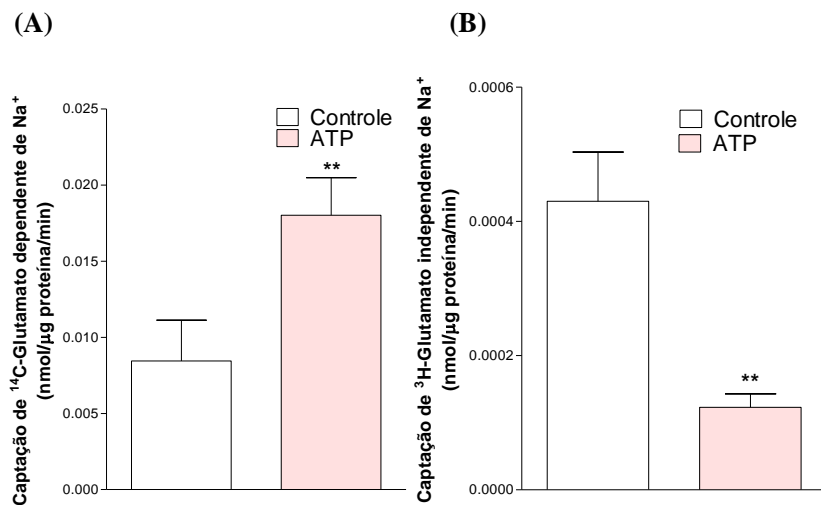 (A)
Captação de ¹⁴C-Glutamato dependente de Na⁺
(nmol/µg proteína/min)
0.025
0.020
0.015
0.010
0.005
0.000
Controle
ATP
**
(B)
Captação de ³H-Glutamato independente de Na⁺
(nmol/µg proteína/min)
0.0006
0.0004
0.0002
0.0000
Controle
ATP
**